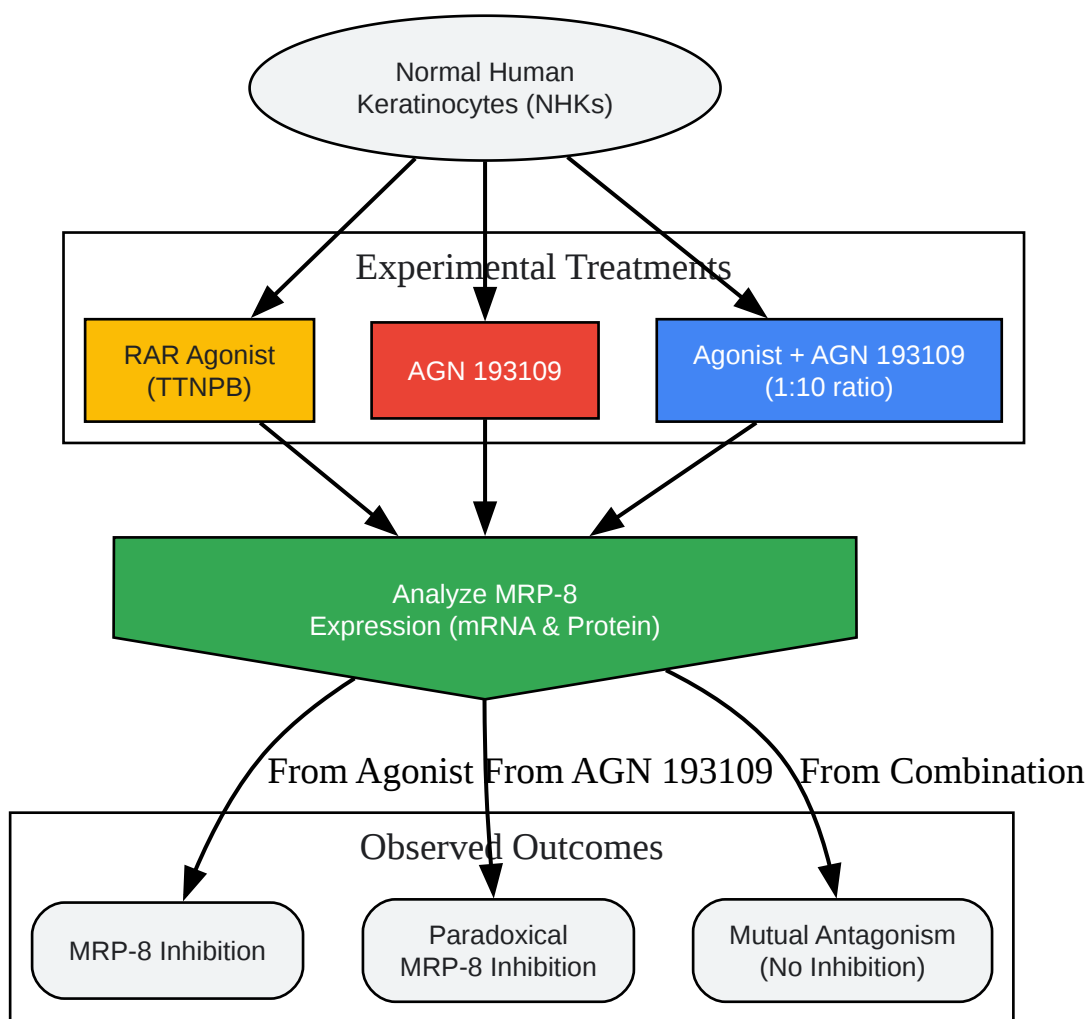 Normal Human
Keratinocytes (NHKs)
Experimental Treatments
RAR Agonist
(TTNPB)
AGN 193109
Agonist + AGN 193109
(1:10 ratio)
Analyze MRP-8
Expression (mRNA & Protein)
From Agonist
From AGN 193109
From Combination
Observed Outcomes
MRP-8 Inhibition
Paradoxical
MRP-8 Inhibition
Mutual Antagonism
(No Inhibition)